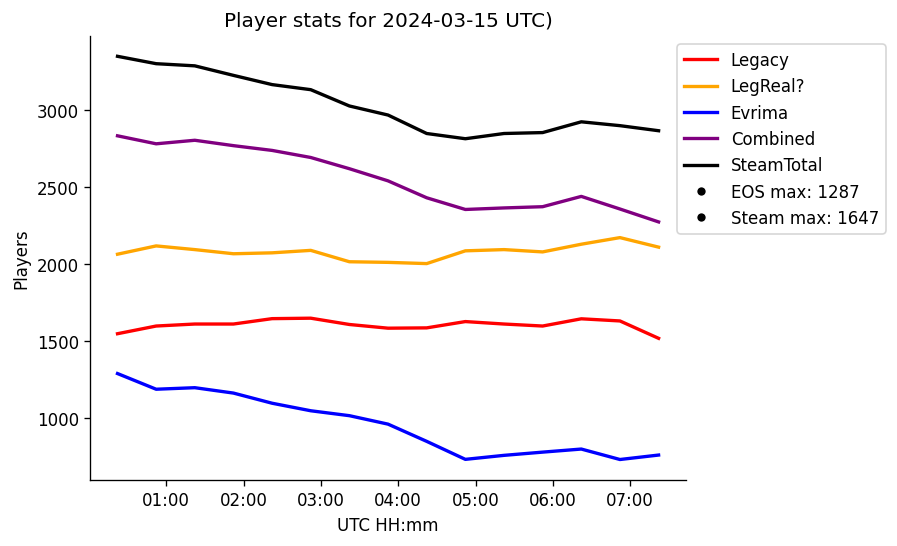 Player stats for 2024-03-15 UTC)
Legacy
LegReal?
Evrima
Combined
SteamTotal
EOS max: 1287
Steam max: 1647
Players
3000
2500
2000
1500
1000
01:00 02:00 03:00 04:00 05:00 06:00 07:00
UTC HH:mm